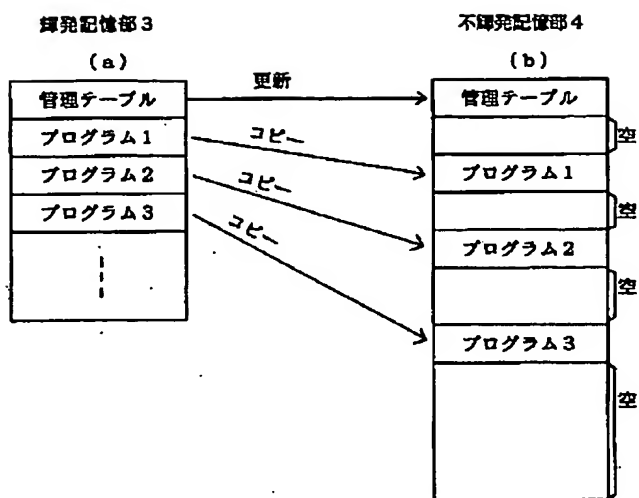 揮発記憶部3
不揮発記憶部4
(a)
(b)
管理テーブル
更新
管理テーブル
プログラム1
コピー
空
プログラム2
コピー
プログラム1
プログラム3
コピー
空
プログラム2
空
プログラム3
空